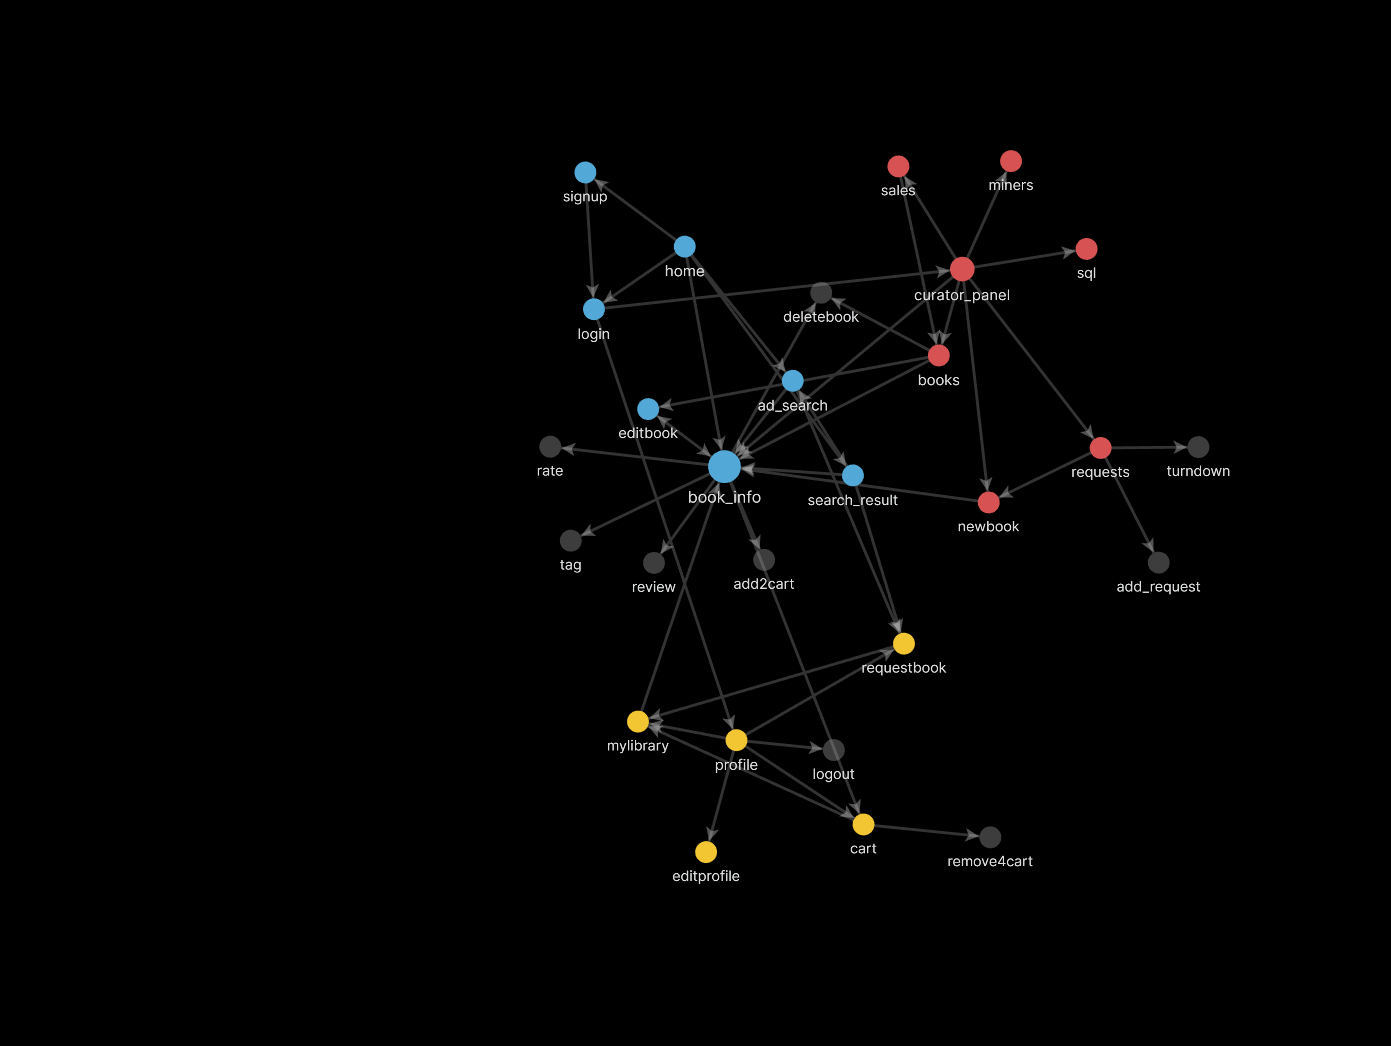 signup
sales
miners
home
sql
curator_panel
deletebook
login
books
ad_search
editbook
rate
requests
turndown
book_info
search_result
newbook
tag
review
add2cart
add_request
requestbook
mylibrary
profile
logout
cart
remove4cart
editprofile